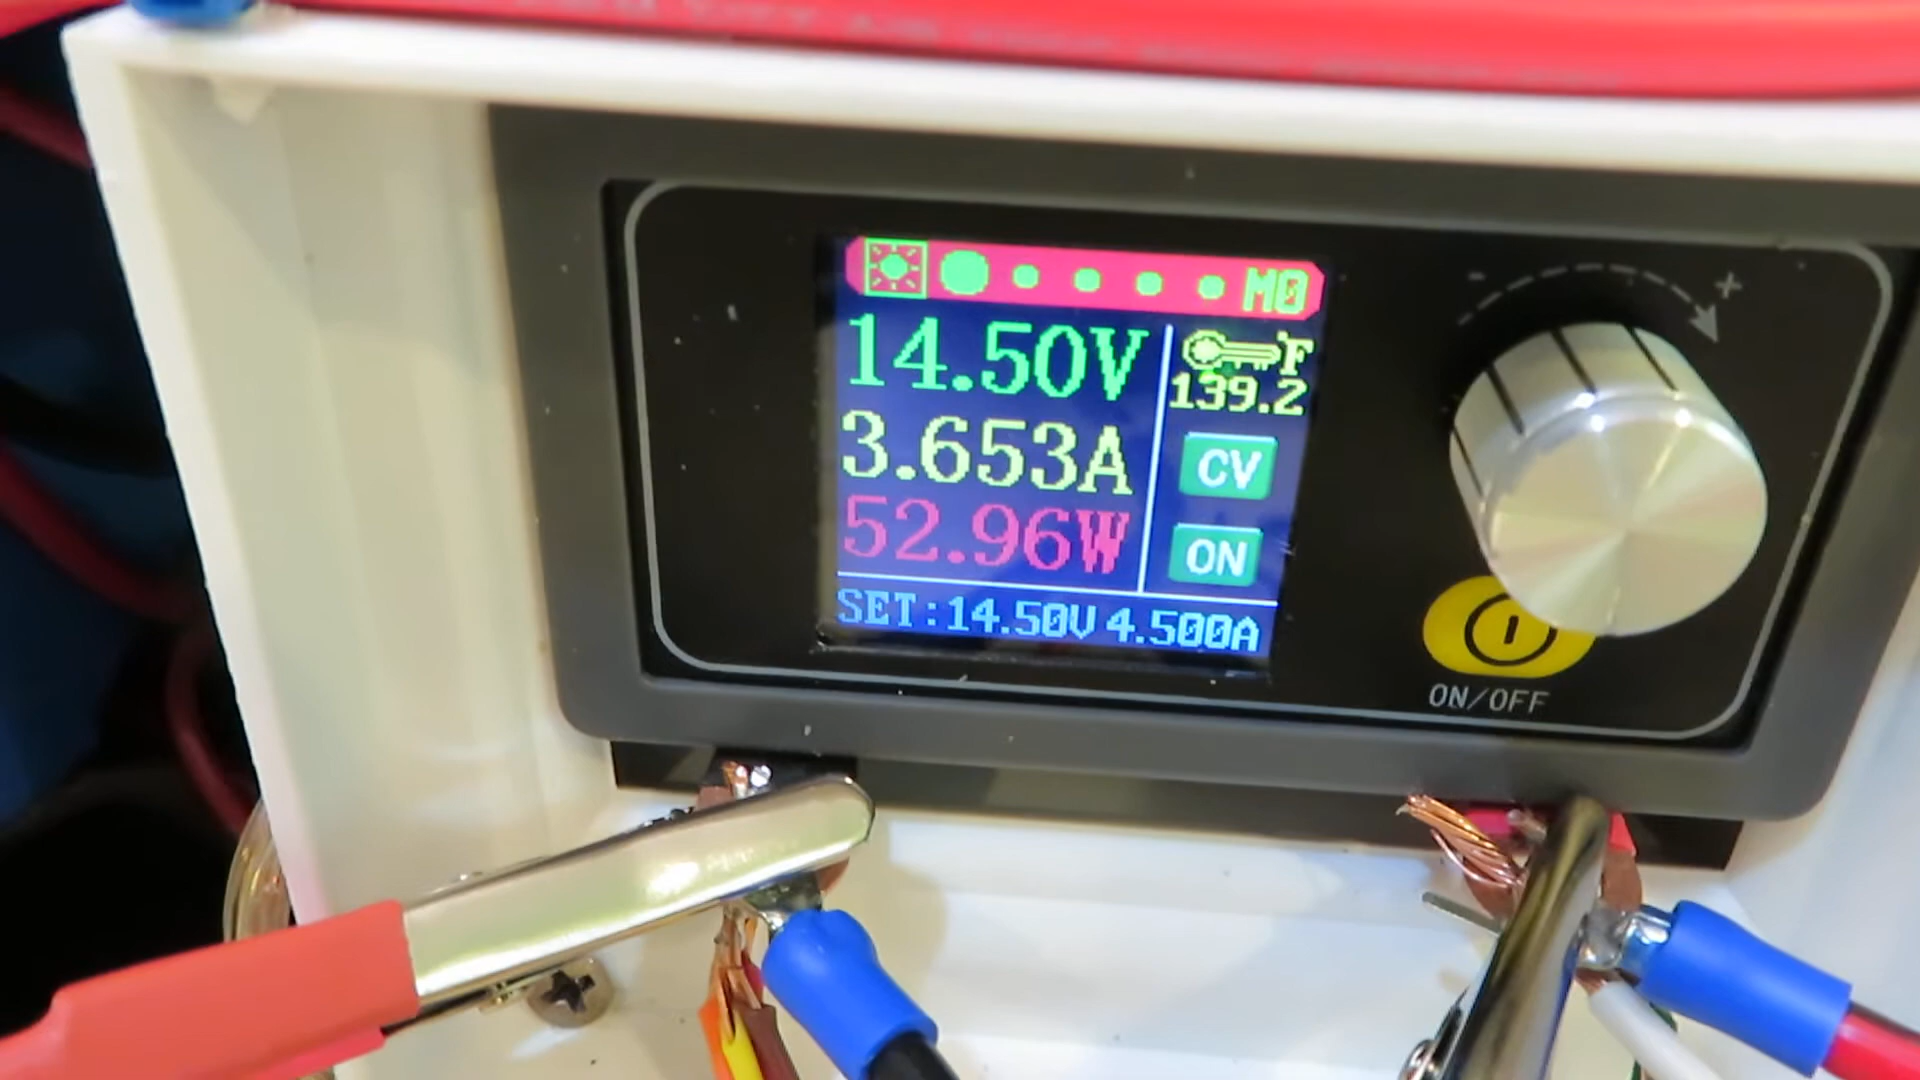 M0
14.50V
°F
139.2
3.653A
CV
52.96W
ON
SET:14.50V 4.500A
- +
ON/OFF